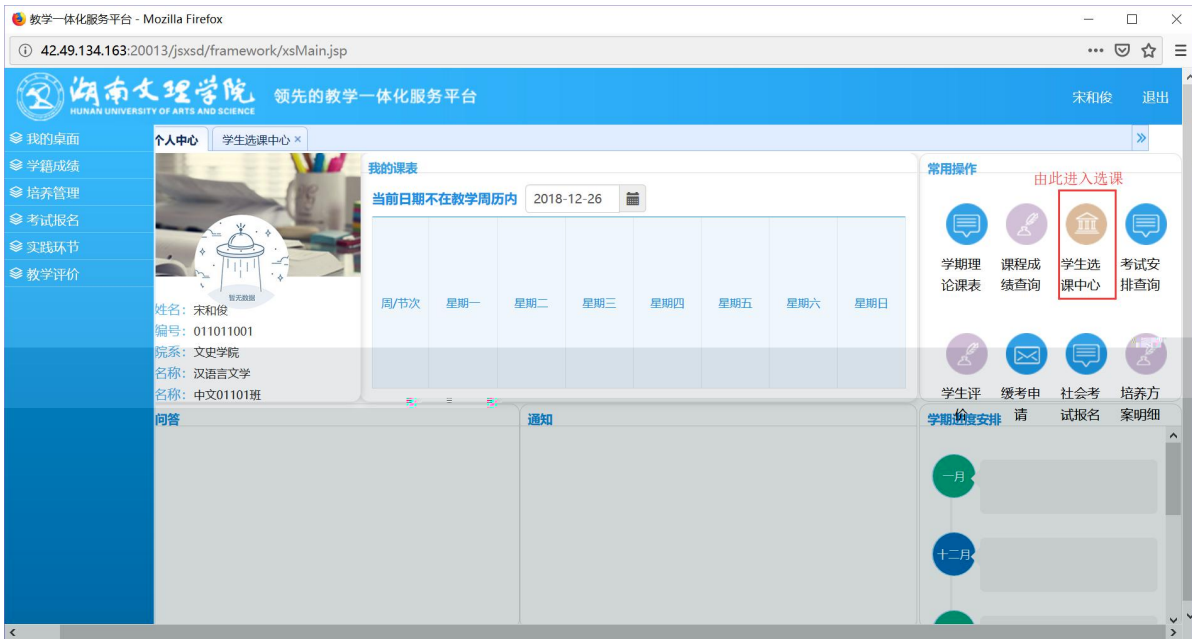 教学一体化服务平台 - Mozilla Firefox
42.49.134.163:20013/jsxsd/framework/xsMain.jsp
湖南文理学院
HUNAN UNIVERSITY OF ARTS AND SCIENCE
领先的教学一体化服务平台
宋和俊 退出
我的桌面
学籍成绩
培养管理
考试报名
实践环节
教学评价
个人中心 学生选课中心 ×
暂无数据
姓名：宋和俊
编号：011011001
院系：文史学院
名称：汉语言文学
名称：中文01101班
我的课表
当前日期不在教学周历内 2018-12-26
周/节次 星期一 星期二 星期三 星期四 星期五 星期六 星期日
常用操作
由此进入选课
学期理论课表
课程成绩查询
学生选课中心
考试安排查询
学生评价
缓考申请
社会考试报名
培养方案明细
问答
通知
学期进度安排
一月
十二月